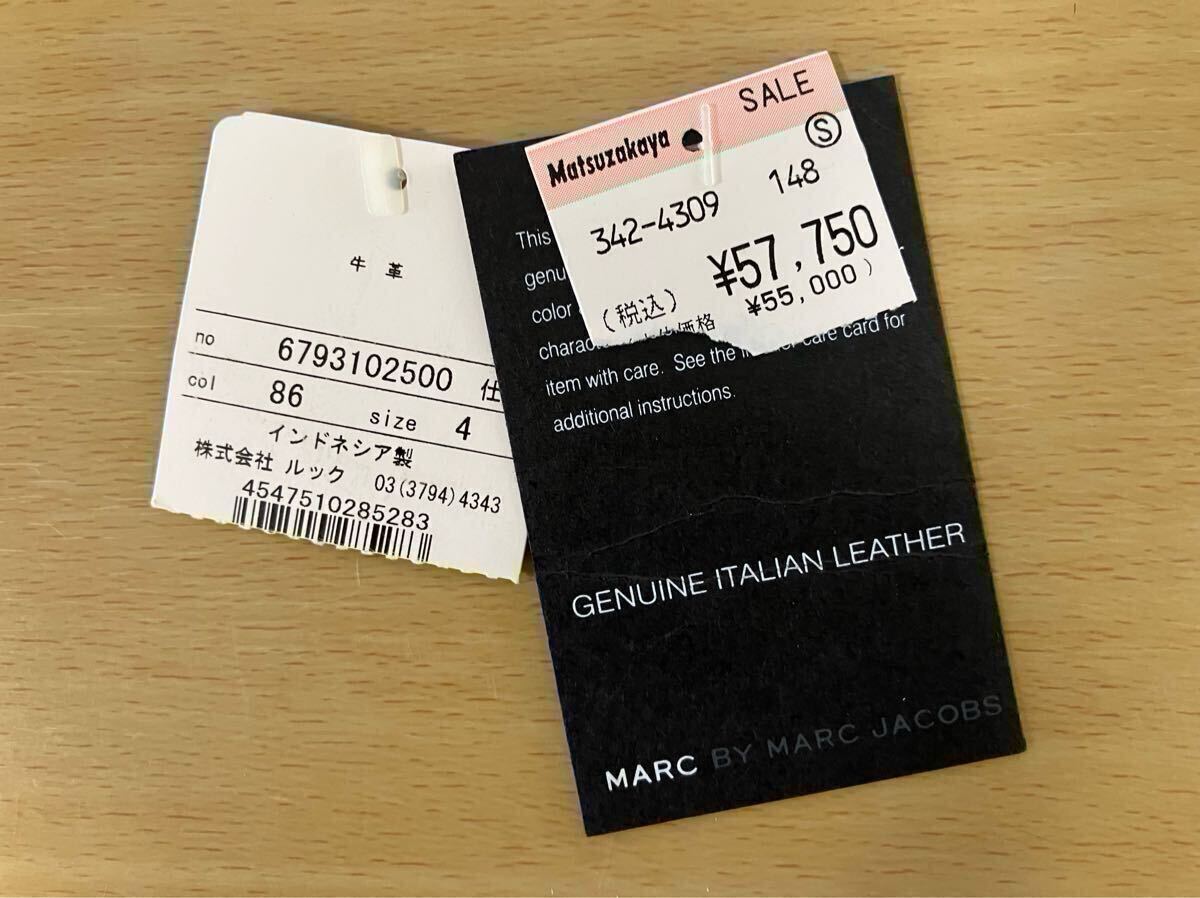 牛革
no 6793102500 仕
col 86 size 4
インドネシア製
株式会社 ルック 03(3794)4343
4547510285283
Matsuzakaya SALE
Ⓢ
342-4309 148
¥57,750
(税込) ¥55,000)
価格
This
genu
color
charac
item with care. See the care card for
additional instructions.
GENUINE ITALIAN LEATHER
MARC BY MARC JACOBS